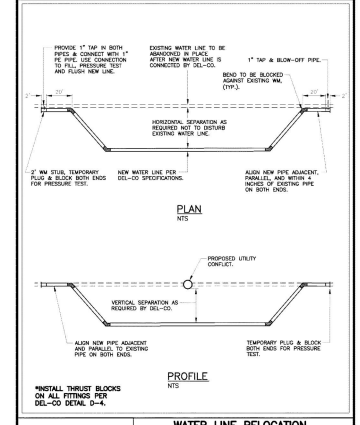 PROVIDE 1" TAP IN BOTH
PIPES & CONNECT WITH 1"
PE PIPE. USE CONNECTION
TO FILL, PRESSURE TEST
AND FLUSH NEW LINE.
EXISTING WATER LINE TO BE
ABANDONED IN PLACE
AFTER NEW WATER LINE IS
CONNECTED BY DEL-CO.
1" TAP & BLOW-OFF PIPE.
BEND TO BE BLOCKED
AGAINST EXISTING WM,
(TYP.).
2'
20'
20'
2'
HORIZONTAL SEPARATION AS
REQUIRED NOT TO DISTURB
EXISTING WATER LINE.
2' WM STUB, TEMPORARY
PLUG & BLOCK BOTH ENDS
FOR PRESSURE TEST.
NEW WATER LINE PER
DEL-CO SPECIFICATIONS.
ALIGN NEW PIPE ADJACENT,
PARALLEL, AND WITHIN 4
INCHES OF EXISTING PIPE
ON BOTH ENDS.
PLAN
NTS
PROPOSED UTILITY
CONFLICT.
VERTICAL SEPARATION AS
REQUIRED BY DEL-CO.
ALIGN NEW PIPE ADJACENT
AND PARALLEL TO EXISTING
PIPE ON BOTH ENDS.
TEMPORARY PLUG & BLOCK
BOTH ENDS FOR PRESSURE
TEST.
PROFILE
NTS
*INSTALL THRUST BLOCKS
ON ALL FITTINGS PER
DEL-CO DETAIL D-4.
WATER LINE RELOCATION